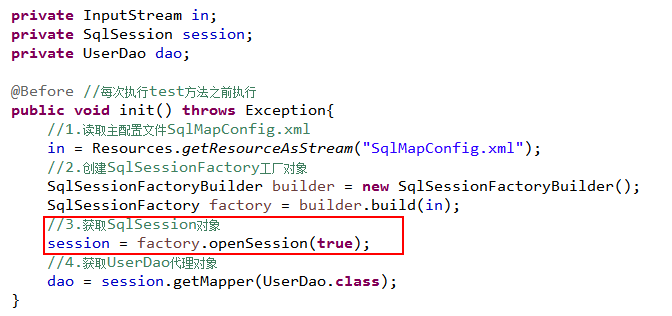 private InputStream in;
private SqlSession session;
private UserDao dao;
@Before //每次执行test方法之前执行
public void init() throws Exception{
//1.读取主配置文件SqlMapConfig.xml
in = Resources.getResourceAsStream("SqlMapConfig.xml");
//2.创建SqlSessionFactory工厂对象
SqlSessionFactoryBuilder builder = new SqlSessionFactoryBuilder();
SqlSessionFactory factory = builder.build(in);
//3.获取SqlSession对象
session = factory.openSession(true);
//4.获取UserDao代理对象
dao = session.getMapper(UserDao.class);
}